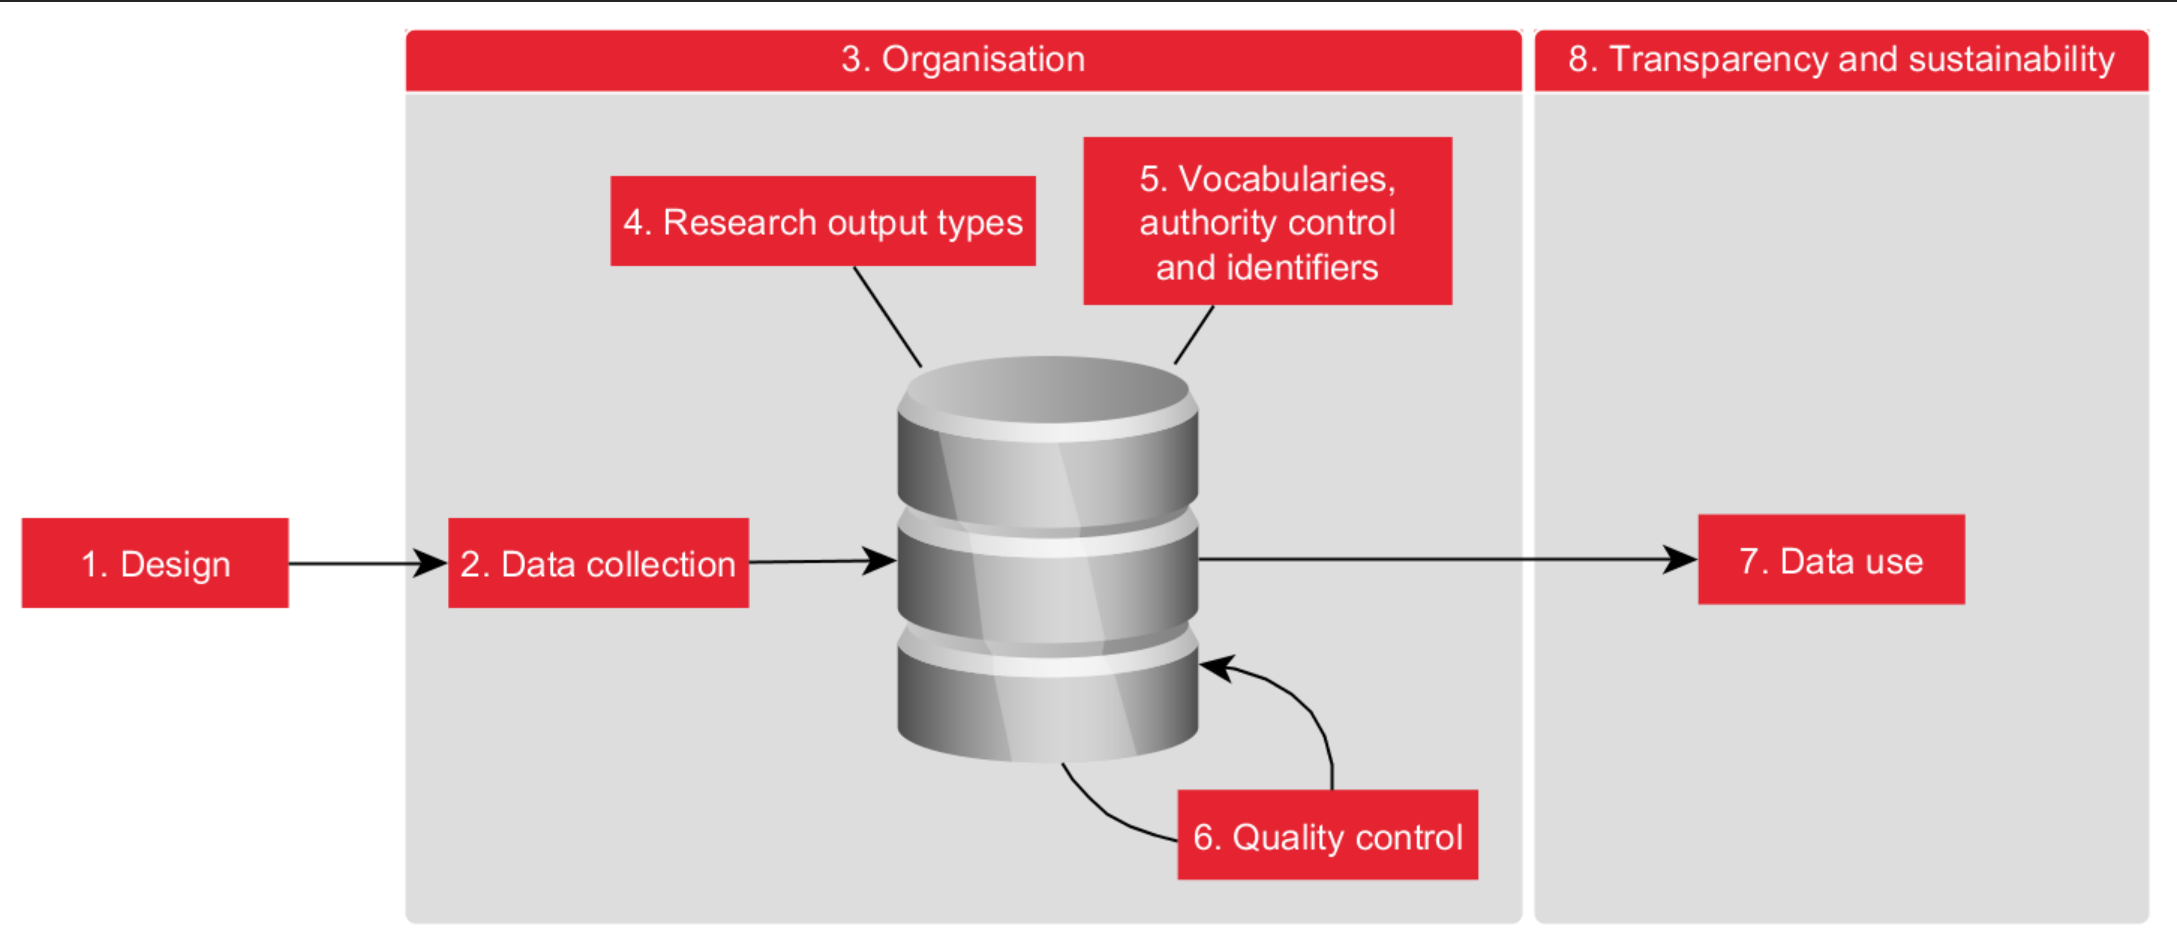 3. Organisation
8. Transparency and sustainability
4. Research output types
5. Vocabularies,
authority control
and identifiers
1. Design
2. Data collection
7. Data use
6. Quality control